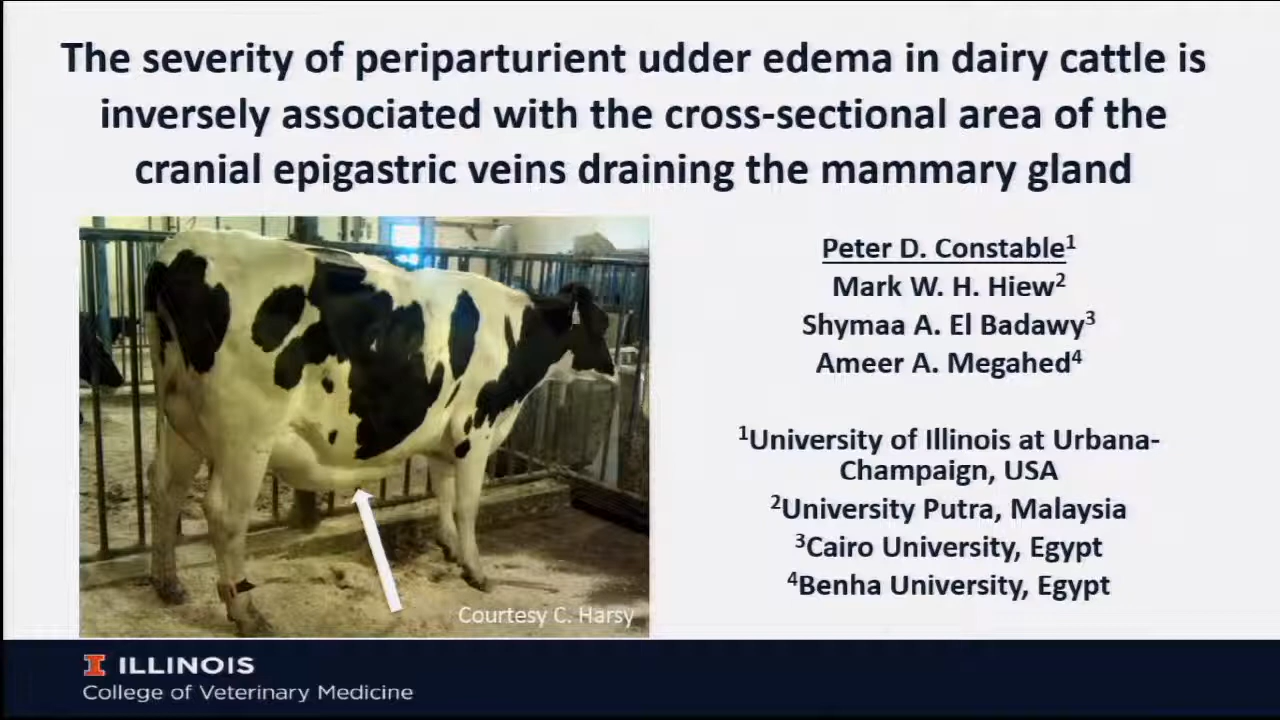 The severity of periparturient udder edema in dairy cattle is
inversely associated with the cross-sectional area of the
cranial epigastric veins draining the mammary gland
Peter D. Constable1
Mark W. H. Hiew2
Shymaa A. El Badawy3
Ameer A. Megahed4
1University of Illinois at Urbana-
Champaign, USA
2University Putra, Malaysia
3Cairo University, Egypt
4Benha University, Egypt
Courtesy C. Harsy
I ILLINOIS
College of Veterinary Medicine